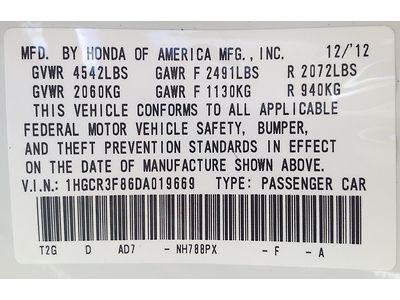 MFD. BY HONDA OF AMERICA MFG., INC. 12/'12
GVWR 4542LBS GAWR F 2491LBS R 2072LBS
GVWR 2060KG GAWR F 1130KG R 940KG
THIS VEHICLE CONFORMS TO ALL APPLICABLE
FEDERAL MOTOR VEHICLE SAFETY, BUMPER,
AND THEFT PREVENTION STANDARDS IN EFFECT
ON THE DATE OF MANUFACTURE SHOWN ABOVE.
V.I.N.: 1HGCR3F86DA019669 TYPE: PASSENGER CAR
T2G D AD7 - NH788PX - F - A